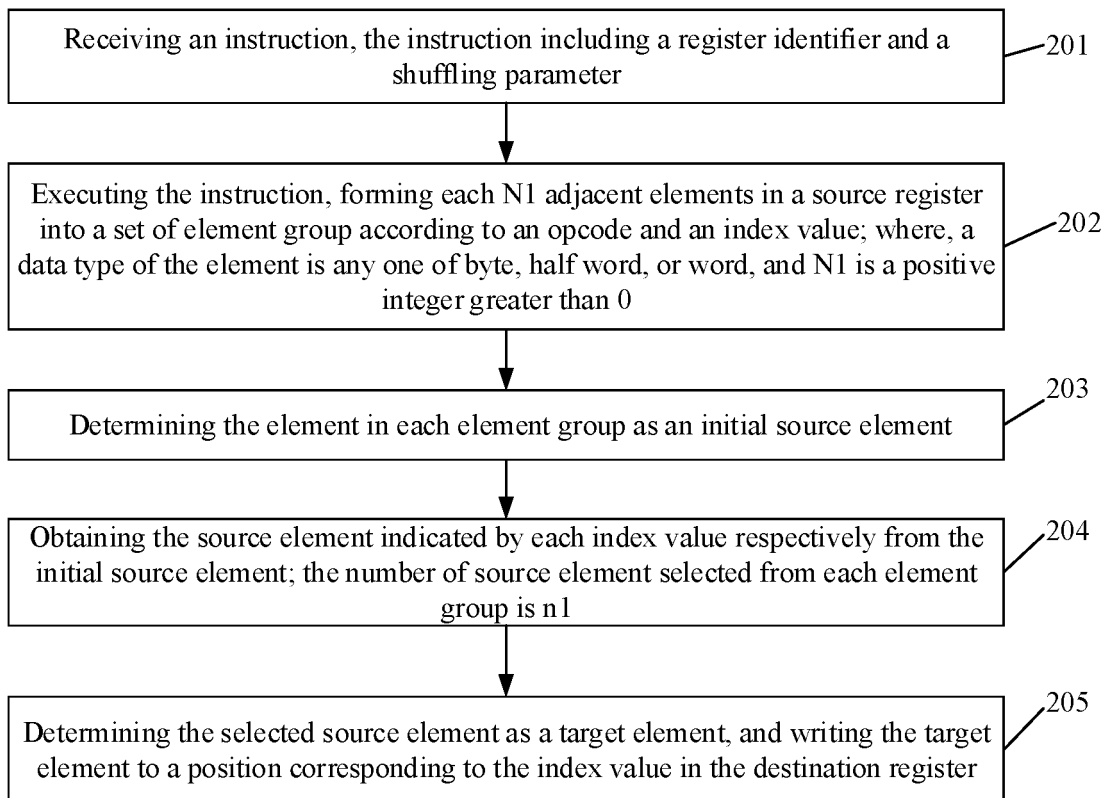 Receiving an instruction, the instruction including a register identifier and a
shuffling parameter
201
Executing the instruction, forming each N1 adjacent elements in a source register
into a set of element group according to an opcode and an index value; where, a
data type of the element is any one of byte, half word, or word, and N1 is a positive
integer greater than 0
202
Determining the element in each element group as an initial source element
203
Obtaining the source element indicated by each index value respectively from the
initial source element; the number of source element selected from each element
group is n1
204
Determining the selected source element as a target element, and writing the target
element to a position corresponding to the index value in the destination register
205